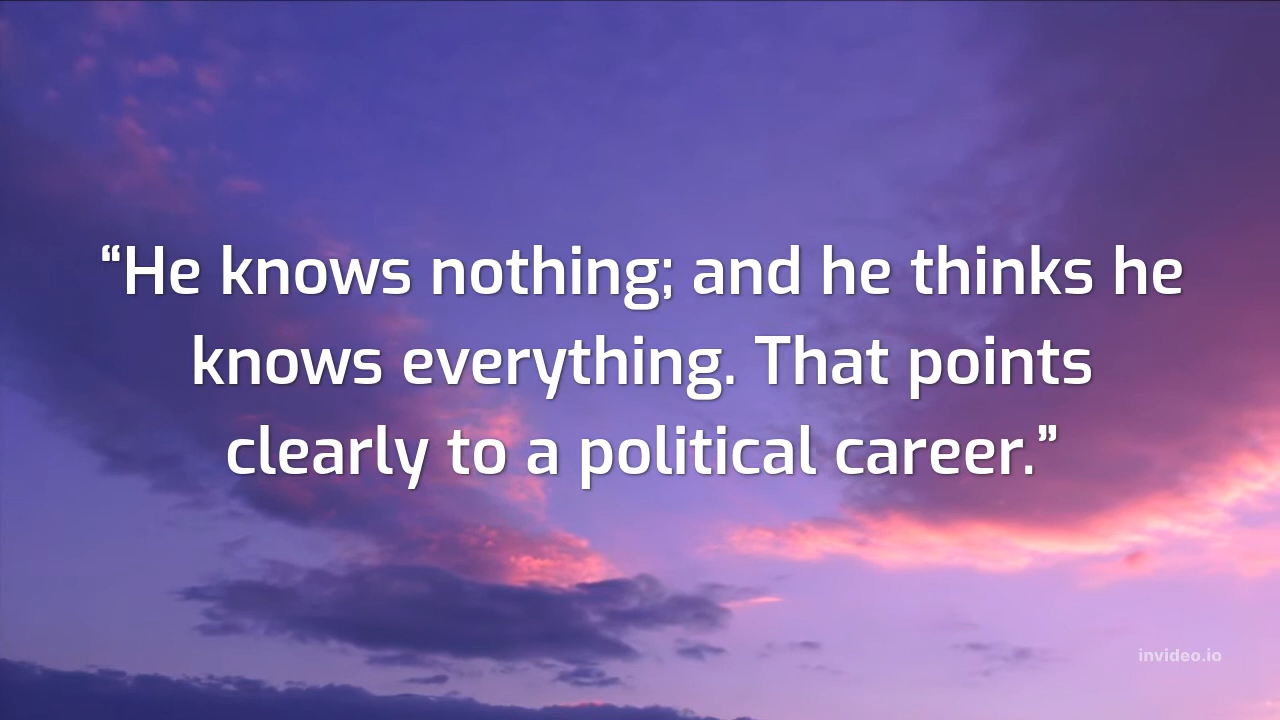 “He knows nothing; and he thinks he
knows everything. That points
clearly to a political career.”
invideo.io